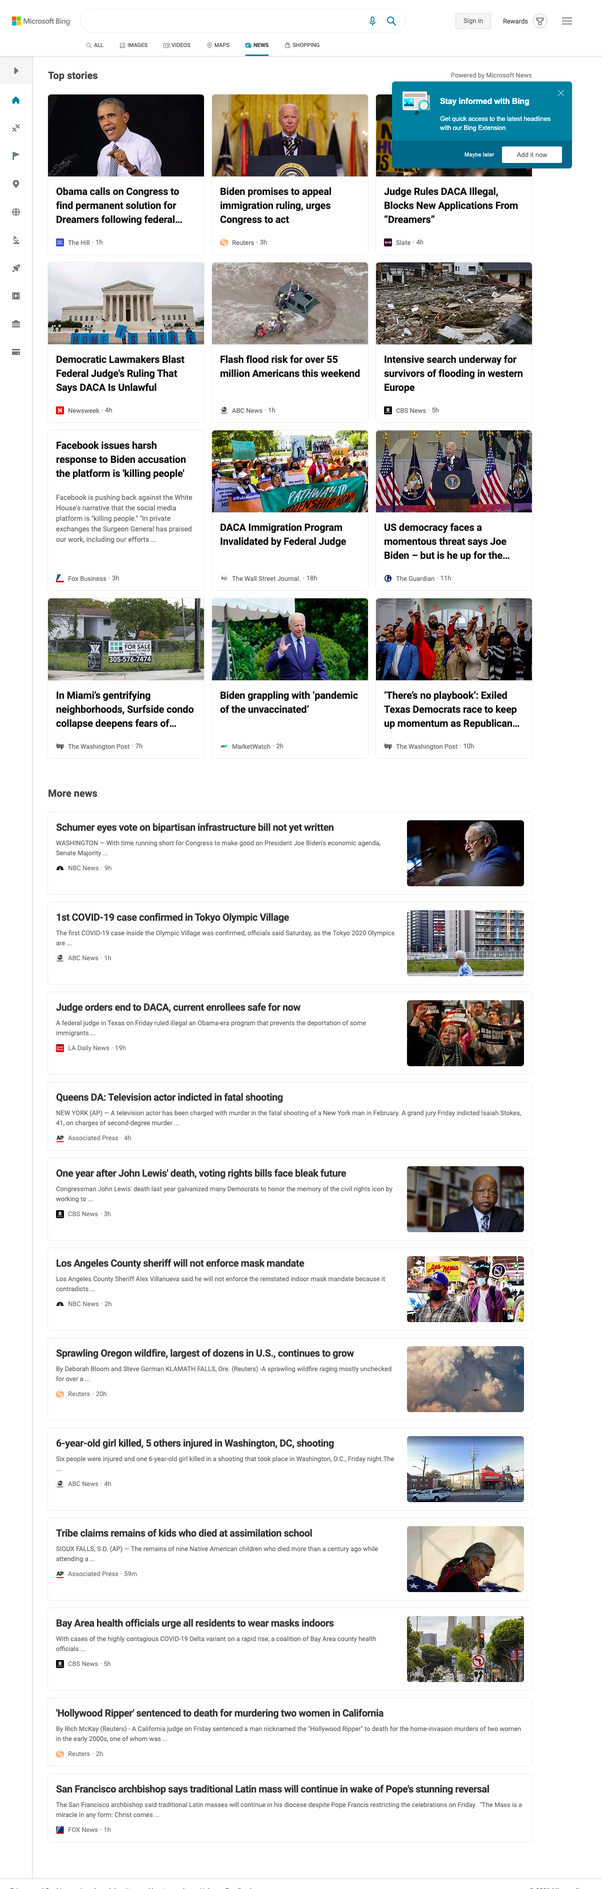 Microsoft Bing
Sign in
Rewards
ALL
IMAGES
VIDEOS
MAPS
NEWS
SHOPPING
Top stories
Powered by Microsoft News
Stay informed with Bing
Get quick access to the latest headlines
with our Bing Extension
Maybe later
Add it now
Obama calls on Congress to
find permanent solution for
Dreamers following federal...
The Hill · 1h
Biden promises to appeal
immigration ruling, urges
Congress to act
Reuters · 3h
Judge Rules DACA Illegal,
Blocks New Applications From
“Dreamers”
Slate · 4h
Democratic Lawmakers Blast
Federal Judge's Ruling That
Says DACA Is Unlawful
Newsweek · 4h
Flash flood risk for over 55
million Americans this weekend
ABC News · 1h
Intensive search underway for
survivors of flooding in western
Europe
CBS News · 5h
Facebook issues harsh
response to Biden accusation
the platform is 'killing people'
Facebook is pushing back against the White
House's narrative that the social media
platform is "killing people." "In private
exchanges the Surgeon General has praised
our work, including our efforts ...
Fox Business · 3h
PATHWAY TO
CITIZENSHIP NOW
DACA Immigration Program
Invalidated by Federal Judge
The Wall Street Journal. · 18h
US democracy faces a
momentous threat says Joe
Biden – but is he up for the...
The Guardian · 11h
FOR SALE
305-576-7474
In Miami’s gentrifying
neighborhoods, Surfside condo
collapse deepens fears of...
The Washington Post · 7h
Biden grappling with ‘pandemic
of the unvaccinated’
MarketWatch · 2h
‘There’s no playbook’: Exiled
Texas Democrats race to keep
up momentum as Republican...
The Washington Post · 10h
More news
Schumer eyes vote on bipartisan infrastructure bill not yet written
WASHINGTON — With time running short for Congress to make good on President Joe Biden's economic agenda,
Senate Majority ...
NBC News · 9h
1st COVID-19 case confirmed in Tokyo Olympic Village
The first COVID-19 case inside the Olympic Village was confirmed, officials said Saturday, as the Tokyo 2020 Olympics
are ...
ABC News · 1h
Judge orders end to DACA, current enrollees safe for now
A federal judge in Texas on Friday ruled illegal an Obama-era program that prevents the deportation of some
immigrants ...
LA Daily News · 19h
Queens DA: Television actor indicted in fatal shooting
NEW YORK (AP) — A television actor has been charged with murder in the fatal shooting of a New York man in February. A grand jury Friday indicted Isaiah Stokes,
41, on charges of second-degree murder ...
Associated Press · 4h
One year after John Lewis' death, voting rights bills face bleak future
Congressman John Lewis' death last year galvanized many Democrats to honor the memory of the civil rights icon by
working to ...
CBS News · 3h
Los Angeles County sheriff will not enforce mask mandate
Los Angeles County Sheriff Alex Villanueva said he will not enforce the reinstated indoor mask mandate because it
contradicts ...
NBC News · 2h
Sprawling Oregon wildfire, largest of dozens in U.S., continues to grow
By Deborah Bloom and Steve Gorman KLAMATH FALLS, Ore. (Reuters) -A sprawling wildfire raging mostly unchecked
for over a ...
Reuters · 20h
6-year-old girl killed, 5 others injured in Washington, DC, shooting
Six people were injured and one 6-year-old girl killed in a shooting that took place in Washington, D.C., Friday night.The
...
ABC News · 4h
Tribe claims remains of kids who died at assimilation school
SIOUX FALLS, S.D. (AP) — The remains of nine Native American children who died more than a century ago while
attending a ...
Associated Press · 59m
Bay Area health officials urge all residents to wear masks indoors
With cases of the highly contagious COVID-19 Delta variant on a rapid rise, a coalition of Bay Area county health
officials ...
CBS News · 5h
'Hollywood Ripper' sentenced to death for murdering two women in California
By Rich McKay (Reuters) - A California judge on Friday sentenced a man nicknamed the "Hollywood Ripper" to death for the home-invasion murders of two women
in the early 2000s, one of whom was ...
Reuters · 2h
San Francisco archbishop says traditional Latin mass will continue in wake of Pope's stunning reversal
The San Francisco archbishop said traditional Latin masses will continue in his diocese despite Pope Francis restricting the celebrations on Friday. "The Mass is a
miracle in any form: Christ comes ...
FOX News · 1h